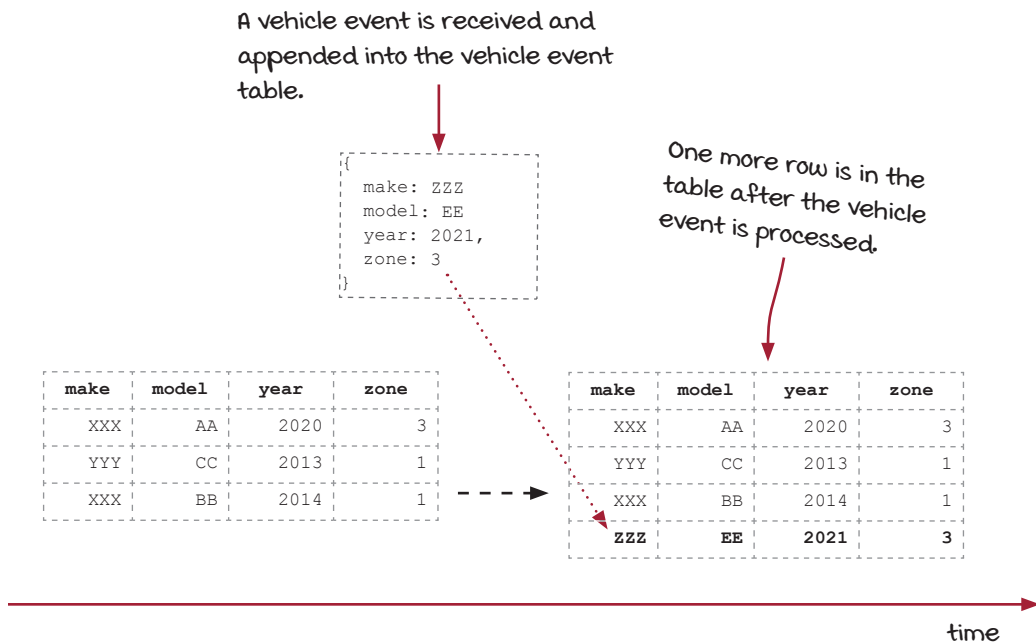 A vehicle event is received and
appended into the vehicle event
table.
{
make: ZZZ
model: EE
year: 2021,
zone: 3
}
One more row is in the
table after the vehicle
event is processed.
make model year zone
XXX AA 2020 3
YYY CC 2013 1
XXX BB 2014 1
make model year zone
XXX AA 2020 3
YYY CC 2013 1
XXX BB 2014 1
ZZZ EE 2021 3
time